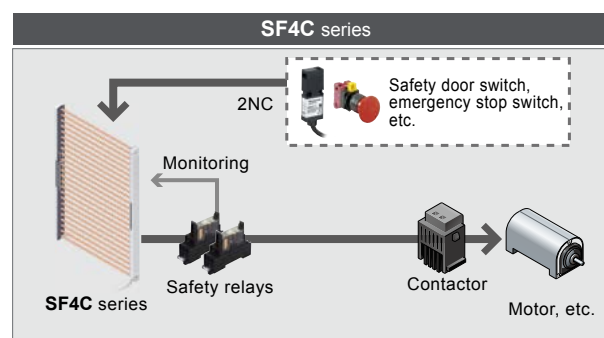 SF4C series
Safety door switch,
emergency stop switch,
etc.
2NC
Monitoring
SF4C series
Safety relays
Contactor
Motor, etc.